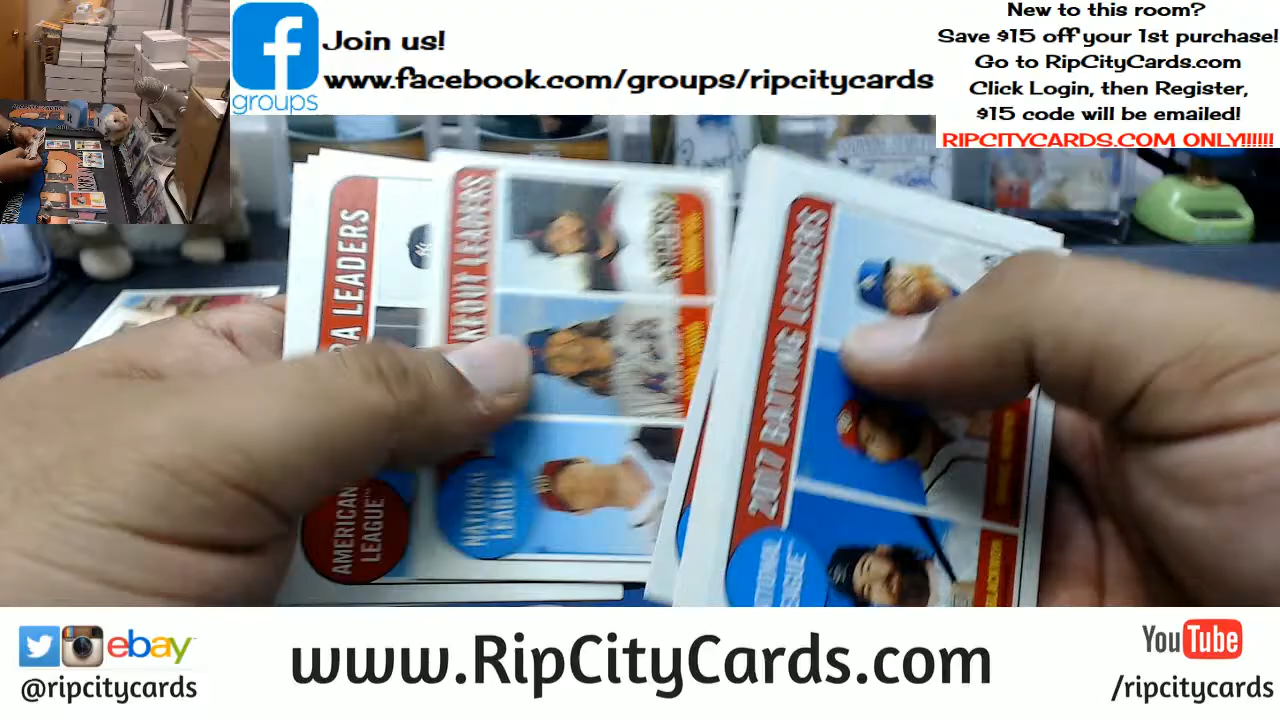 New to this room?
Save $15 off your 1st purchase!
Go to RipCityCards.com
Click Login, then Register,
$15 code will be emailed!
RIPCITYCARDS.COM ONLY!!!!!!
Join us!
www.facebook.com/groups/ripcitycards
groups
LEADERS
AMERICAN
LEAGUE
LEADERS
NATIONAL
LEAGUE
2017 BATTING LEADERS
ebay
@ripcitycards
www.RipCityCards.com
YouTube
/ripcitycards